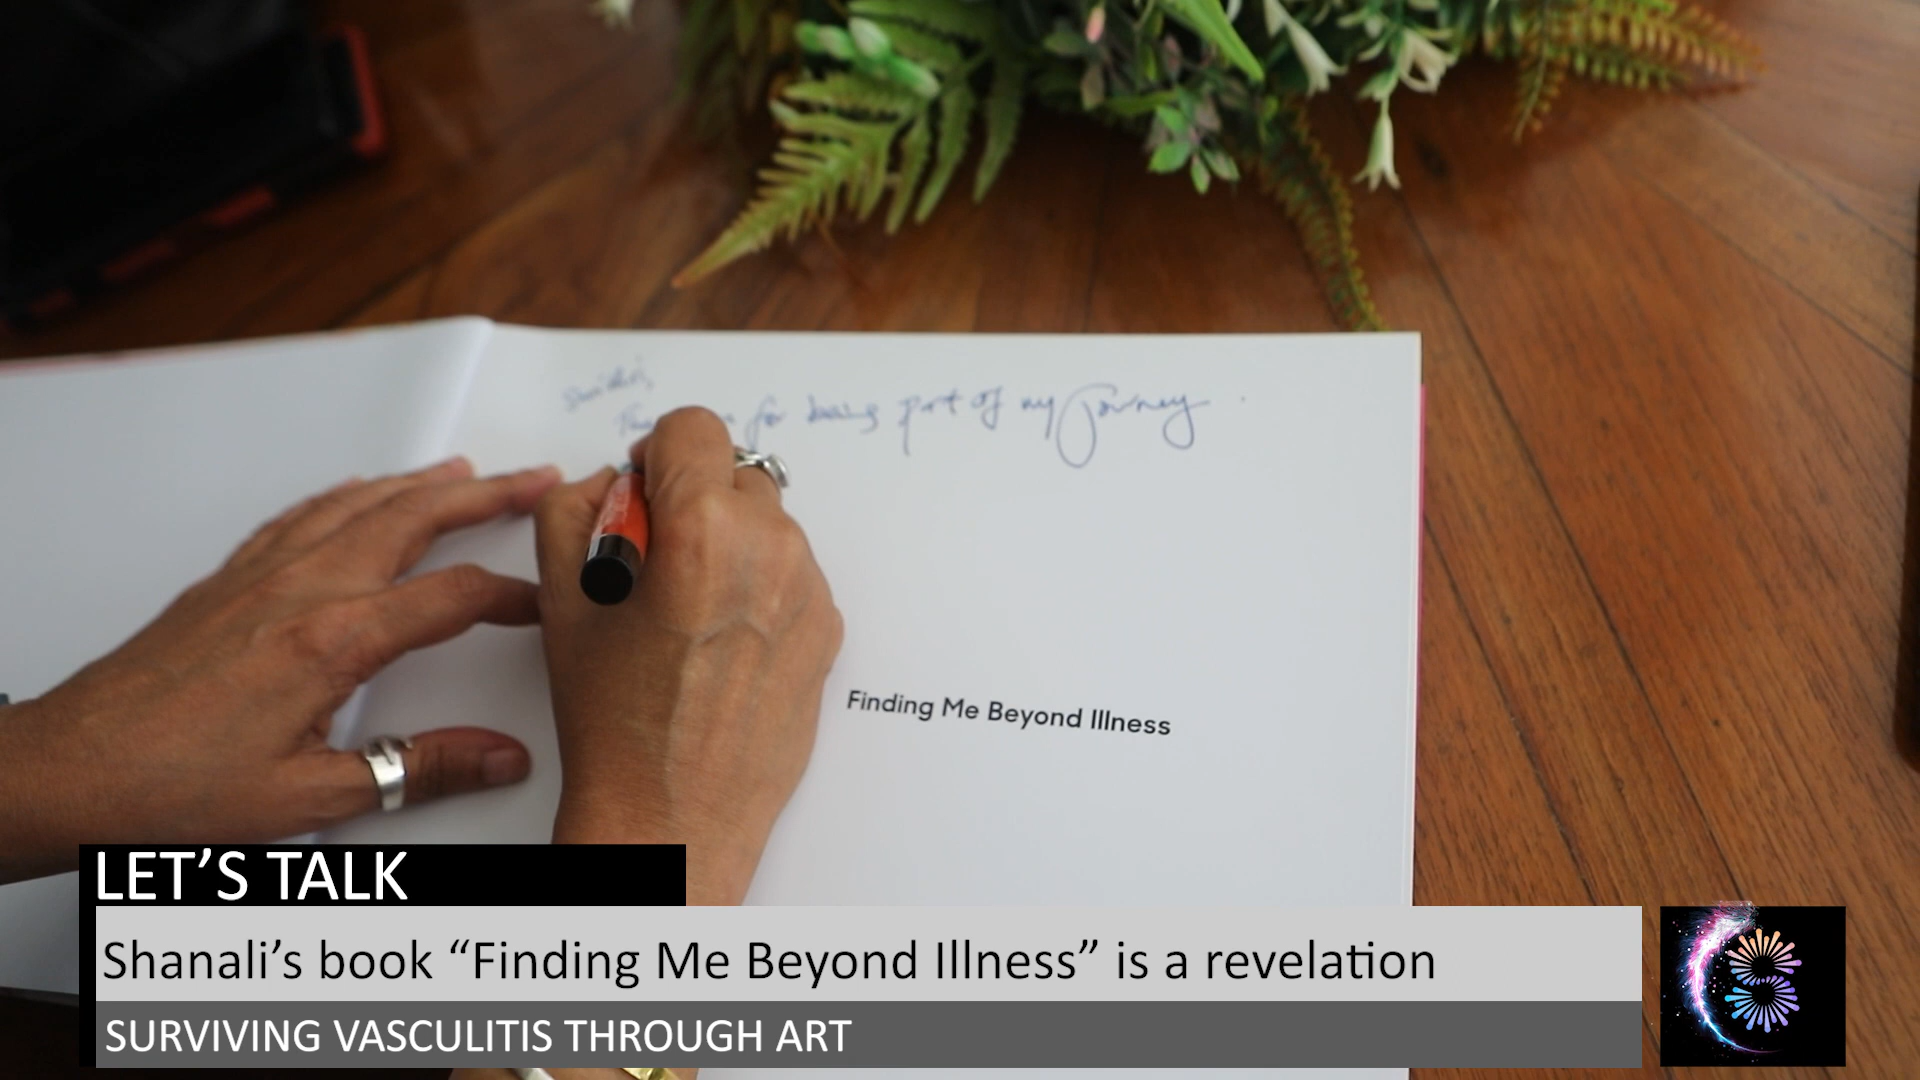 for being part of my Journey.
Finding Me Beyond Illness
LET'S TALK
Shanali's book “Finding Me Beyond Illness” is a revelation
SURVIVING VASCULITIS THROUGH ART